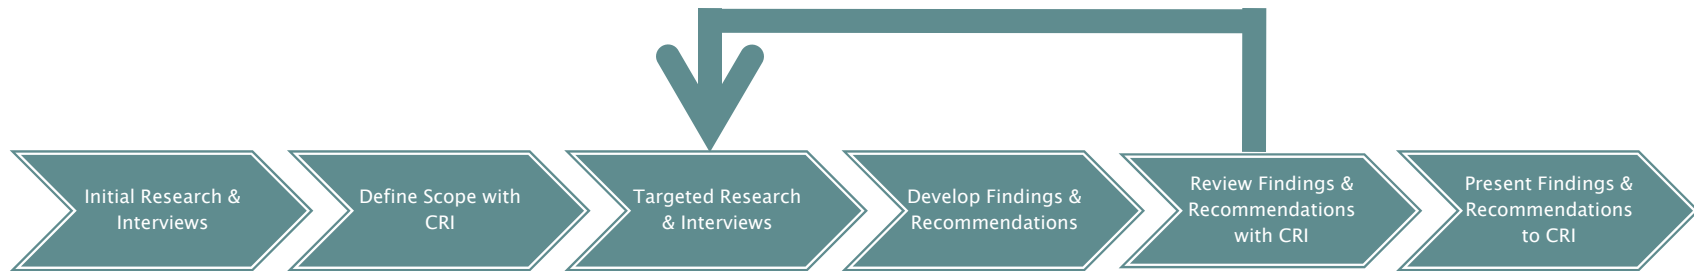 Initial Research &
Interviews
Define Scope with
CRI
Targeted Research
& Interviews
Develop Findings &
Recommendations
Review Findings &
Recommendations
with CRI
Present Findings &
Recommendations
to CRI